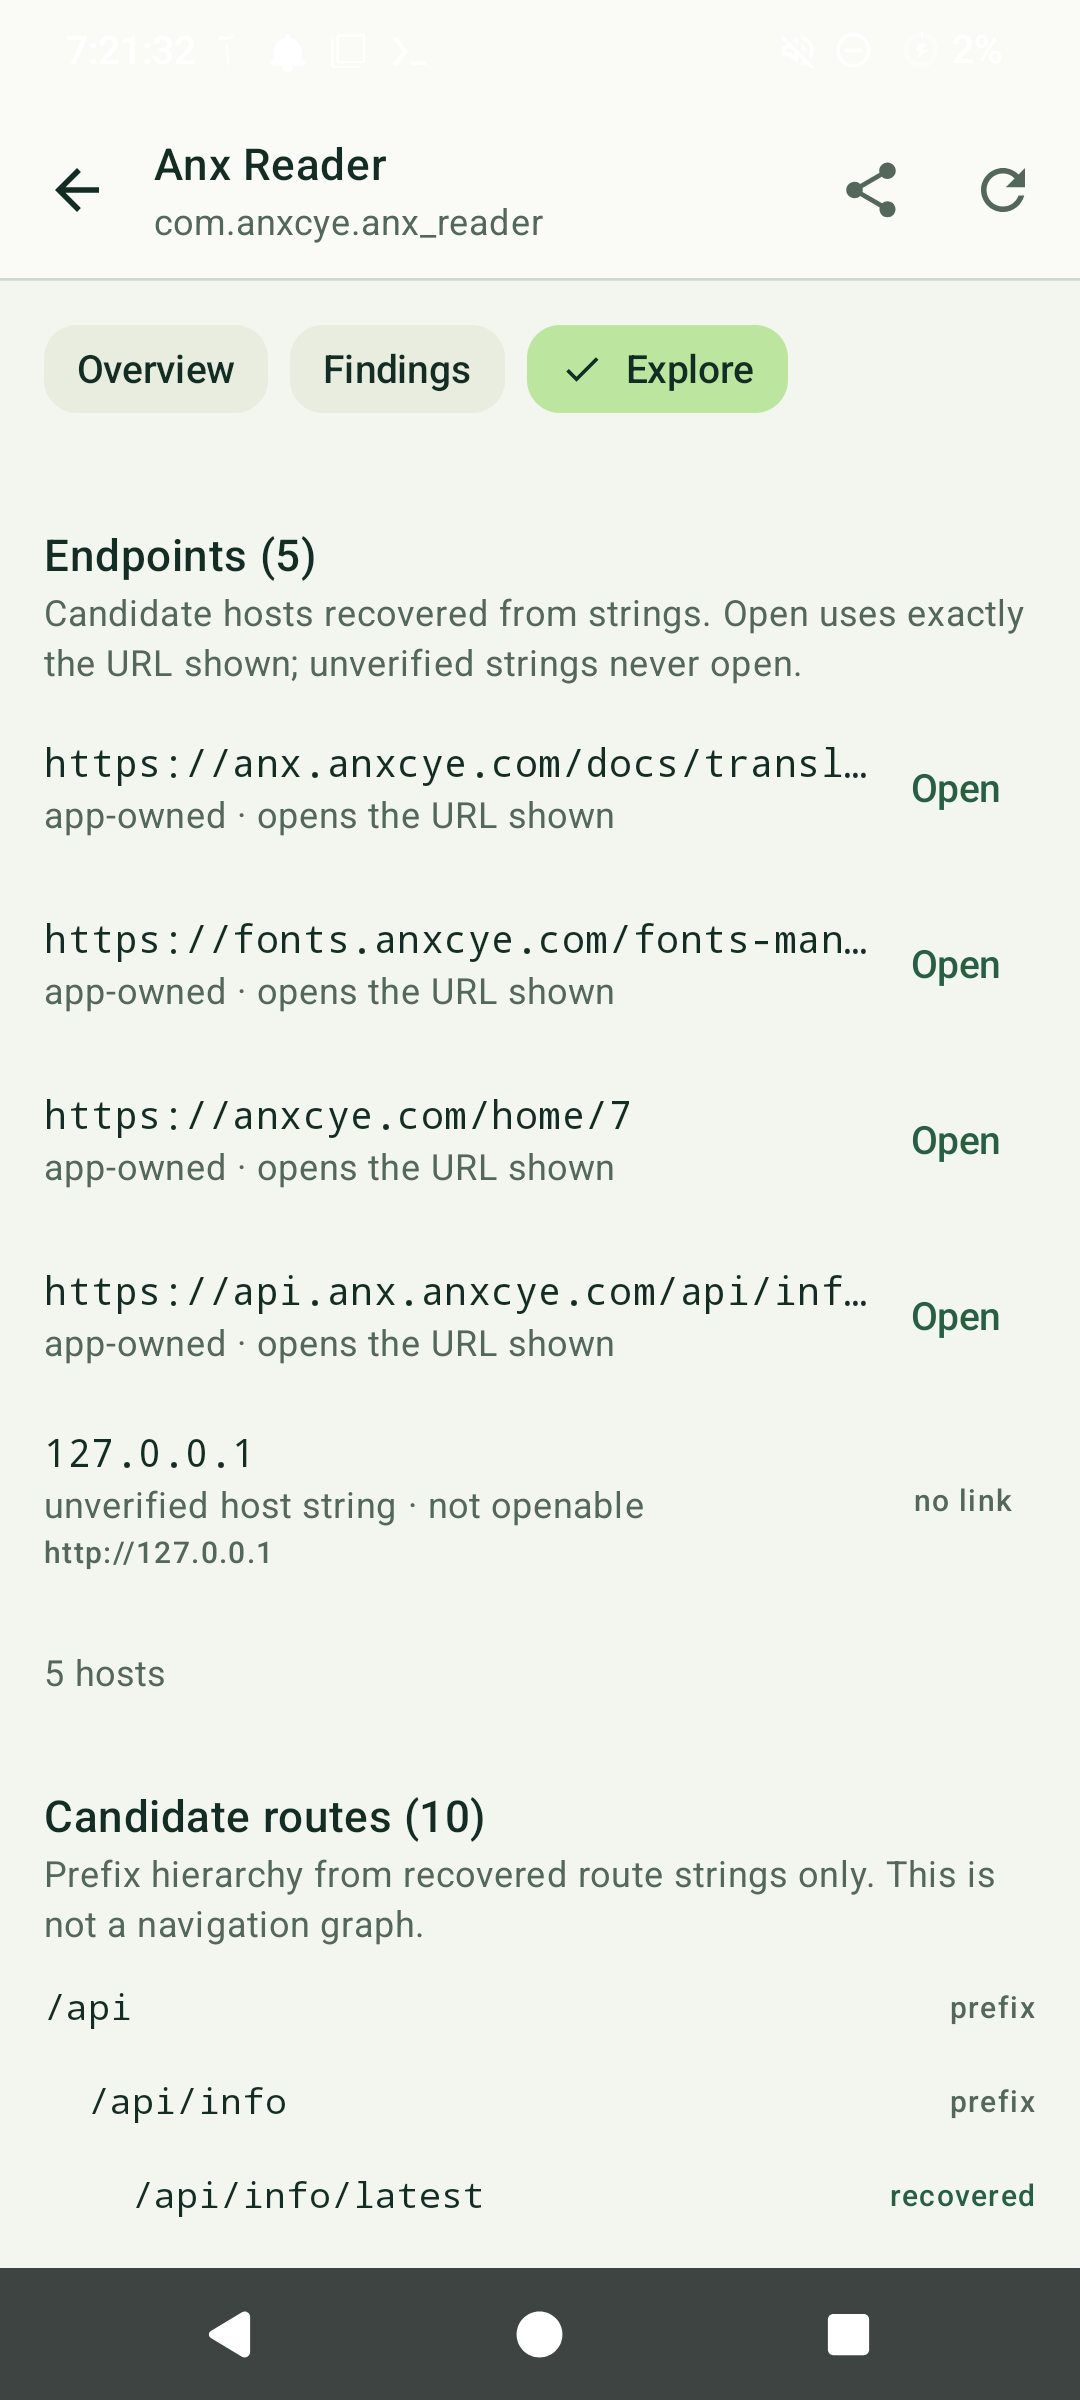 7:21:32
2%
Anx Reader
com.anxcye.anx_reader
Overview
Findings
Explore
Endpoints (5)
Candidate hosts recovered from strings. Open uses exactly
the URL shown; unverified strings never open.
https://anx.anxcye.com/docs/transl…
Open
app-owned · opens the URL shown
https://fonts.anxcye.com/fonts-man…
Open
app-owned · opens the URL shown
https://anxcye.com/home/7
Open
app-owned · opens the URL shown
https://api.anx.anxcye.com/api/inf…
Open
app-owned · opens the URL shown
127.0.0.1
unverified host string · not openable
no link
http://127.0.0.1
5 hosts
Candidate routes (10)
Prefix hierarchy from recovered route strings only. This is
not a navigation graph.
/api
prefix
/api/info
prefix
/api/info/latest
recovered